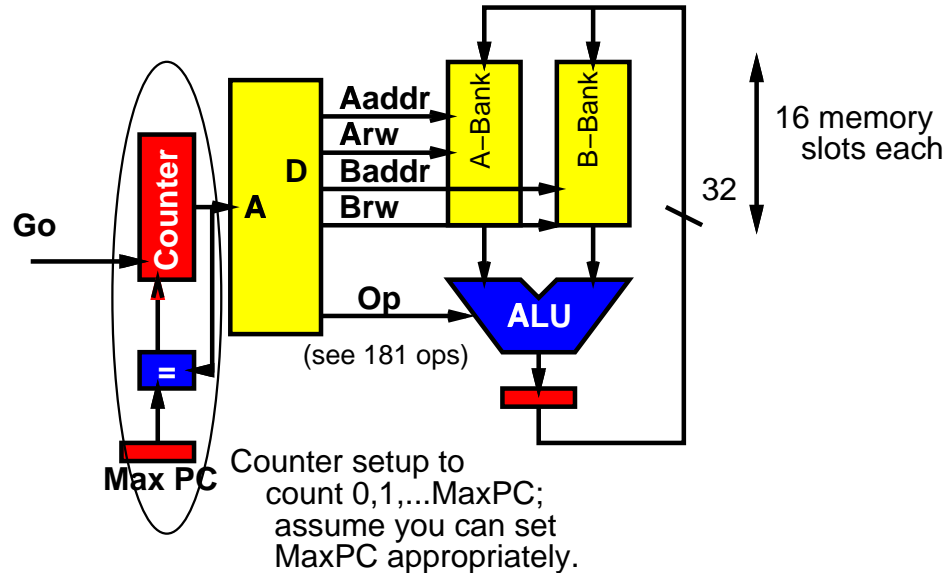 Aaddr
Arw
Baddr
Brw
A-Bank
B-Bank
16 memory
slots each
32
D
A
Go
Counter
Op
ALU
(see 181 ops)
=
Max PC
Counter setup to
count 0,1,...MaxPC;
assume you can set
MaxPC appropriately.